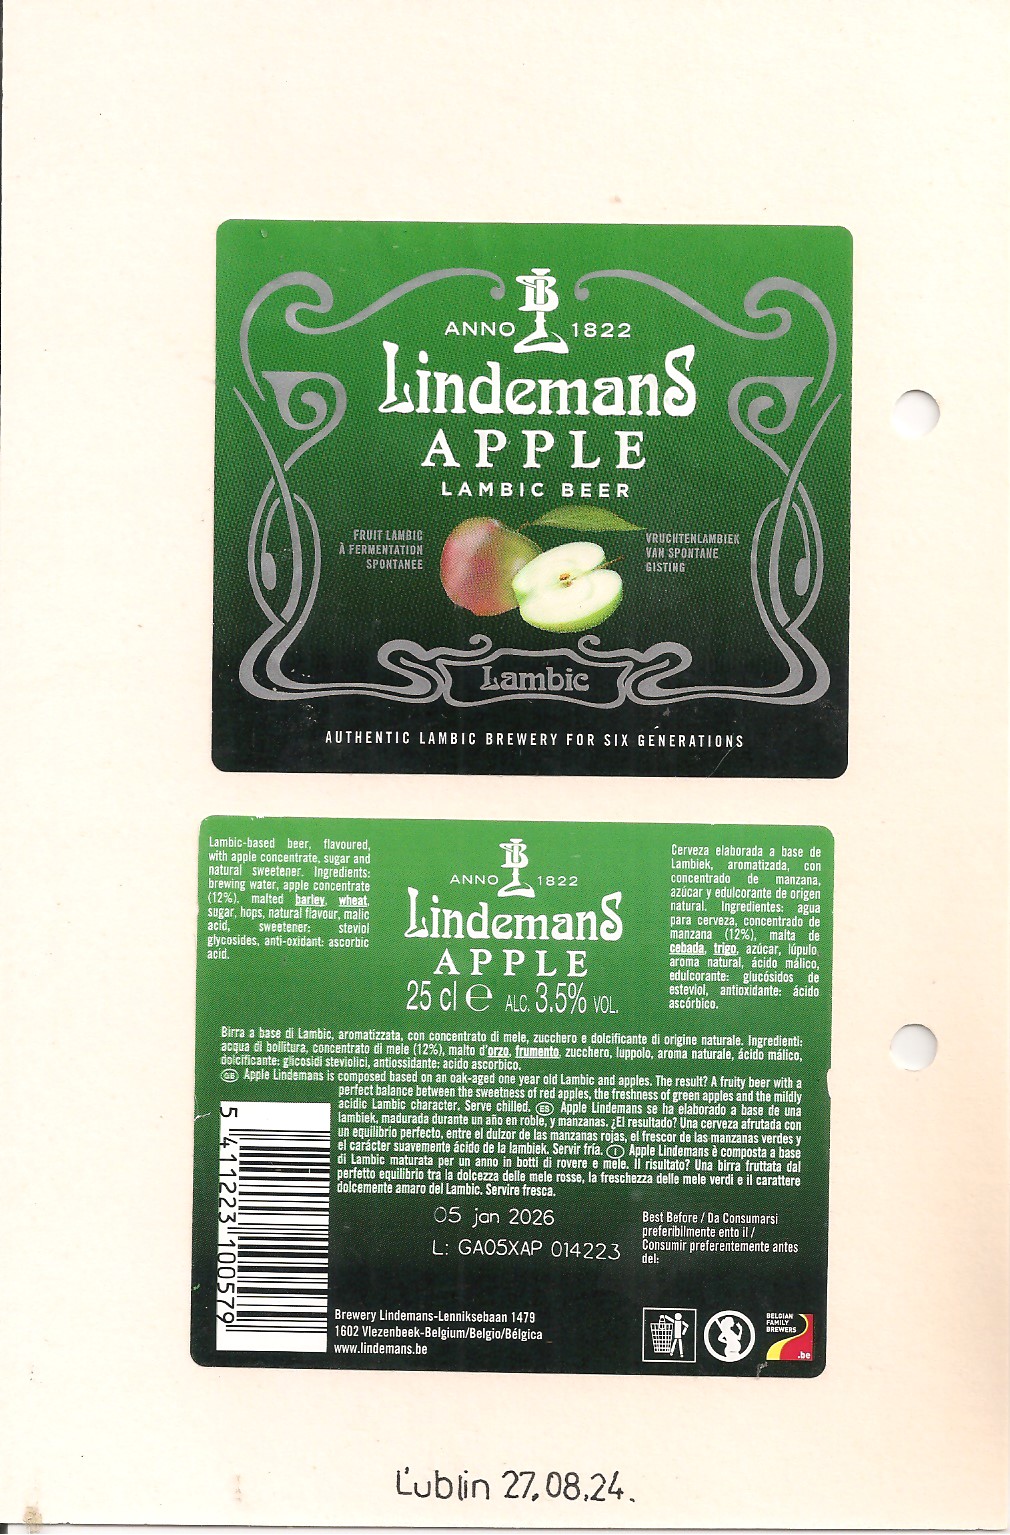 ANNO 1822
Lindemans
APPLE
LAMBIC BEER
FRUIT LAMBIC
À FERMENTATION
SPONTANEE
VRUCHTENLAMBIEK
VAN SPONTANE
GISTING
Lambic
AUTHENTIC LAMBIC BREWERY FOR SIX GENERATIONS
Lambic-based beer, flavoured,
with apple concentrate, sugar and
natural sweetener. Ingredients:
brewing water, apple concentrate
(12%), malted barley, wheat,
sugar, hops, natural flavour, malic
acid, sweetener: steviol
glycosides, anti-oxidant: ascorbic
acid.
ANNO 1822
Lindemans
APPLE
25 cl e ALC. 3.5% VOL.
Cerveza elaborada a base de
Lambiek, aromatizada, con
concentrado de manzana,
azúcar y edulcorante de origen
natural. Ingredientes: agua
para cerveza, concentrado de
manzana (12%), malta de
cebada, trigo, azúcar, lúpulo,
aroma natural, ácido málico,
edulcorante: glucósidos de
esteviol, antioxidante: ácido
ascórbico.
Birra a base di Lambic, aromatizzata, con concentrato di mele, zucchero e dolcificante di origine naturale. Ingredienti:
acqua di bollitura, concentrato di mele (12%), malto d'orzo, frumento, zucchero, luppolo, aroma naturale, ácido málico,
dolcificante: glicosidi steviolici, antiossidante: acido ascorbico.
GB Apple Lindemans is composed based on an oak-aged one year old Lambic and apples. The result? A fruity beer with a
perfect balance between the sweetness of red apples, the freshness of green apples and the mildly
acidic Lambic character. Serve chilled. ES Apple Lindemans se ha elaborado a base de una
lambiek, madurada durante un año en roble, y manzanas. ¿El resultado? Una cerveza afrutada con
un equilibrio perfecto, entre el dulzor de las manzanas rojas, el frescor de las manzanas verdes y
el carácter suavemente ácido de la lambiek. Servir fría. I Apple Lindemans è composta a base
di Lambic maturata per un anno in botti di rovere e mele. Il risultato? Una birra fruttata dal
perfetto equilibrio tra la dolcezza delle mele rosse, la freschezza delle mele verdi e il carattere
dolcemente amaro del Lambic. Servire fresca.
5 411223 100579
05 jan 2026
L: GA05XAP 014223
Best Before / Da Consumarsi
preferibilmente ento il /
Consumir preferentemente antes
del:
Brewery Lindemans-Lenniksebaan 1479
1602 Vlezenbeek-Belgium/Belgio/Bélgica
www.lindemans.be
BELGIAN
FAMILY
BREWERS
.be
Ľublin 27.08.24.